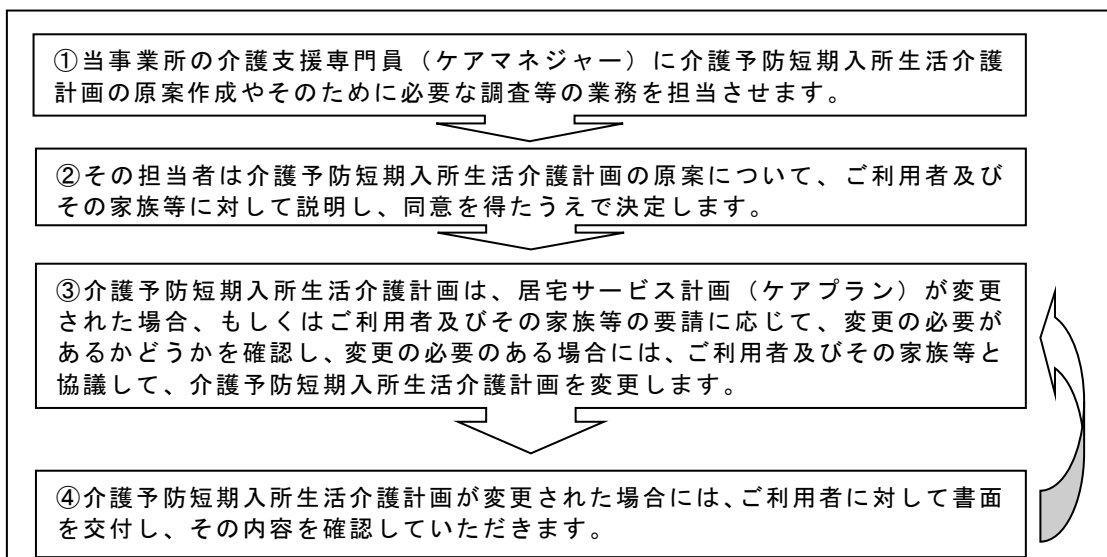 ①当事業所の介護支援専門員（ケアマネジャー）に介護予防短期入所生活介護
計画の原案作成やそのために必要な調査等の業務を担当させます。
②その担当者は介護予防短期入所生活介護計画の原案について、ご利用者及び
その家族等に対して説明し、同意を得たうえで決定します。
③介護予防短期入所生活介護計画は、居宅サービス計画（ケアプラン）が変更
された場合、もしくはご利用者及びその家族等の要請に応じて、変更の必要が
あるかどうかを確認し、変更の必要のある場合には、ご利用者及びその家族等と
協議して、介護予防短期入所生活介護計画を変更します。
④介護予防短期入所生活介護計画が変更された場合には、ご利用者に対して書面
を交付し、その内容を確認していただきます。